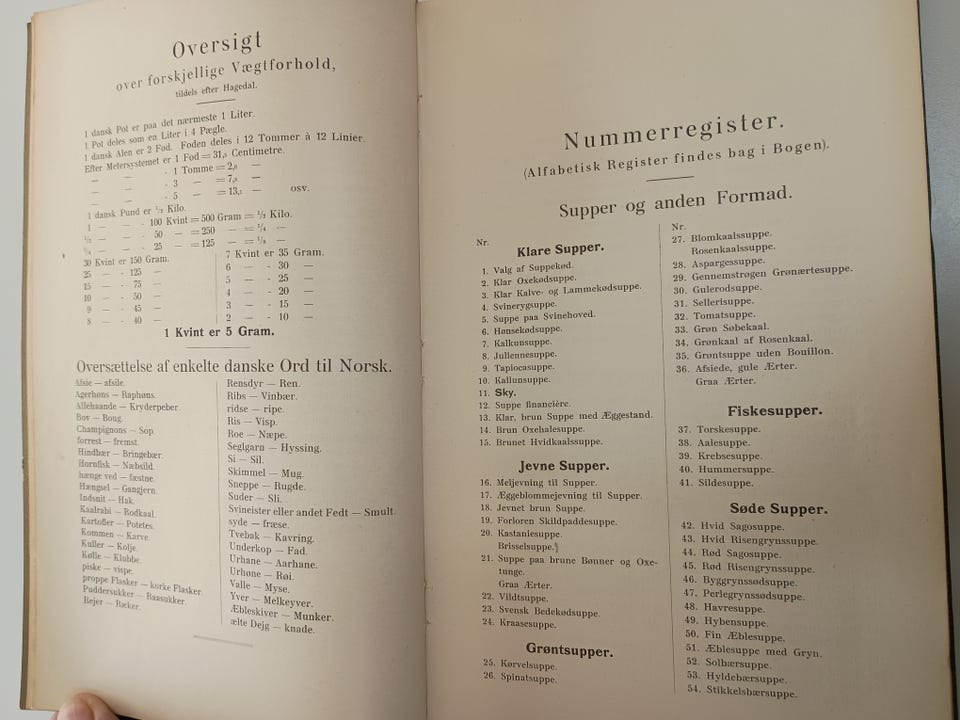 Oversigt
over forskjellige Vægtforhold,
tildels efter Hagedal.
1 dansk Pot er paa det nærmeste 1 Liter.
1 Pot deles som en Liter i 4 Pægle.
1 dansk Alen er 2 Fod. Foden deles i 12 Tommer à 12 Linier.
Efter Metersystemet er 1 Fod = 31,₃ Centimetre.
— — - 1 Tomme = 2,₆ —
— — - 3 — = 7,₈ —
— — - 5 — = 13,₁ — osv.
1 dansk Pund er ½ Kilo.
1 — - 100 Kvint = 500 Gram = ½ Kilo.
½ — - 50 — = 250 — = ¼ —
¼ — - 25 — = 125 — = ⅛ —
30 Kvint er 150 Gram.
25 — - 125 —
15 — - 75 —
10 — - 50 —
9 — - 45 —
8 — - 40 —
7 Kvint er 35 Gram.
6 — - 30 —
5 — - 25 —
4 — - 20 —
3 — - 15 —
2 — - 10 —
1 Kvint er 5 Gram.
Oversættelse af enkelte danske Ord til Norsk.
Afsie — afsile.
Agerhøns — Raphøns.
Allehaande — Kryderpeber.
Bov — Boug.
Champignons — Sop.
forrest — fremst.
Hindbær — Bringebær.
Hornfisk — Næbsild.
hænge ved — fæstne.
Hængsel — Gangjern.
Indsnit — Hak.
Kaalrabi — Rodkaal.
Kartofler — Potetes.
Kommen — Karve.
Kuller — Kolje.
Kølle — Klubbe.
piske — vispe.
proppe Flasker — korke Flasker.
Puddersukker — Raasukker.
Rejer — Ræker.
Rensdyr — Ren.
Ribs — Vinbær.
ridse — ripe.
Ris — Visp.
Roe — Næpe.
Seglgarn — Hyssing.
Si — Sil.
Skimmel — Mug.
Sneppe — Rugde.
Suder — Sli.
Svineister eller andet Fedt — Smult.
syde — fræse.
Tvebak — Kavring.
Underkop — Fad.
Urhane — Aarhane.
Urhøne — Røi.
Valle — Myse.
Yver — Melkeyver.
Æbleskiver — Munker.
ælte Dejg — knade.
Nummerregister.
(Alfabetisk Register findes bag i Bogen).
Supper og anden Formad.
Nr.
Klare Supper.
1. Valg af Suppekød.
2. Klar Oxekødsuppe.
3. Klar Kalve- og Lammekødsuppe.
4. Svinerygsuppe.
5. Suppe paa Svinehoved.
6. Hønsekødsuppe.
7. Kalkunsuppe.
8. Juliennesuppe.
9. Tapiocasuppe.
10. Kallunsuppe.
11. Sky.
12. Suppe financière.
13. Klar, brun Suppe med Æggestand.
14. Brun Oxehalesuppe.
15. Brunet Hvidkaalssuppe.
Jevne Supper.
16. Meljevning til Supper.
17. Æggeblommejevning til Supper.
18. Jevnet brun Suppe.
19. Forloren Skildpaddesuppe.
20. Kastaniesuppe.
Brisselsuppe.
21. Suppe paa brune Bønner og Oxe-
tunge.
Graa Ærter.
22. Vildtsuppe.
23. Svensk Bedekødsuppe.
24. Kraasesuppe.
Grøntsupper.
25. Kørvelsuppe.
26. Spinatsuppe.
Nr.
27. Blomkaalssuppe.
Rosenkaalssuppe.
28. Aspargessuppe.
29. Gennemstrøgen Grønærtesuppe.
30. Gulerodsuppe.
31. Sellerisuppe.
32. Tomatsuppe.
33. Grøn Søbekaal.
34. Grønkaal af Rosenkaal.
35. Grøntsuppe uden Bouillon.
36. Afsiede, gule Ærter.
Graa Ærter.
Fiskesupper.
37. Torskesuppe.
38. Aalesuppe.
39. Krebsesuppe.
40. Hummersuppe.
41. Sildesuppe.
Søde Supper.
42. Hvid Sagosuppe.
43. Hvid Risengrynssuppe.
44. Rød Sagosuppe.
45. Rød Risengrynssuppe.
46. Byggrynssødsuppe.
47. Perlegrynssødsuppe.
48. Havresuppe.
49. Hybensuppe.
50. Fin Æblesuppe.
51. Æblesuppe med Gryn.
52. Solbærsuppe.
53. Hyldebærsuppe.
54. Stikkelsbærsuppe.